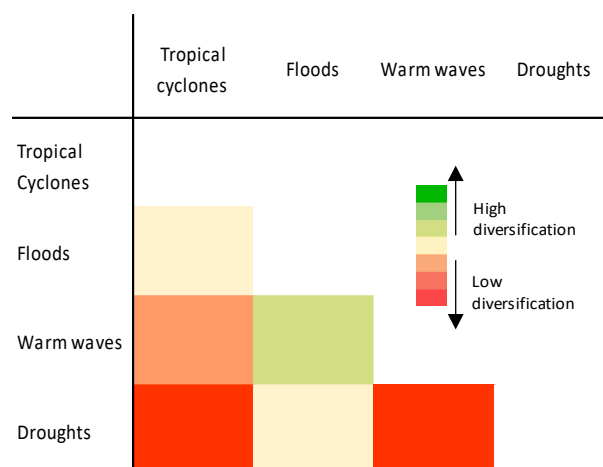 Tropical
cyclones
Floods
Warm waves
Droughts
Tropical
Cyclones
High
diversification
Floods
Low
diversification
Warm waves
Droughts